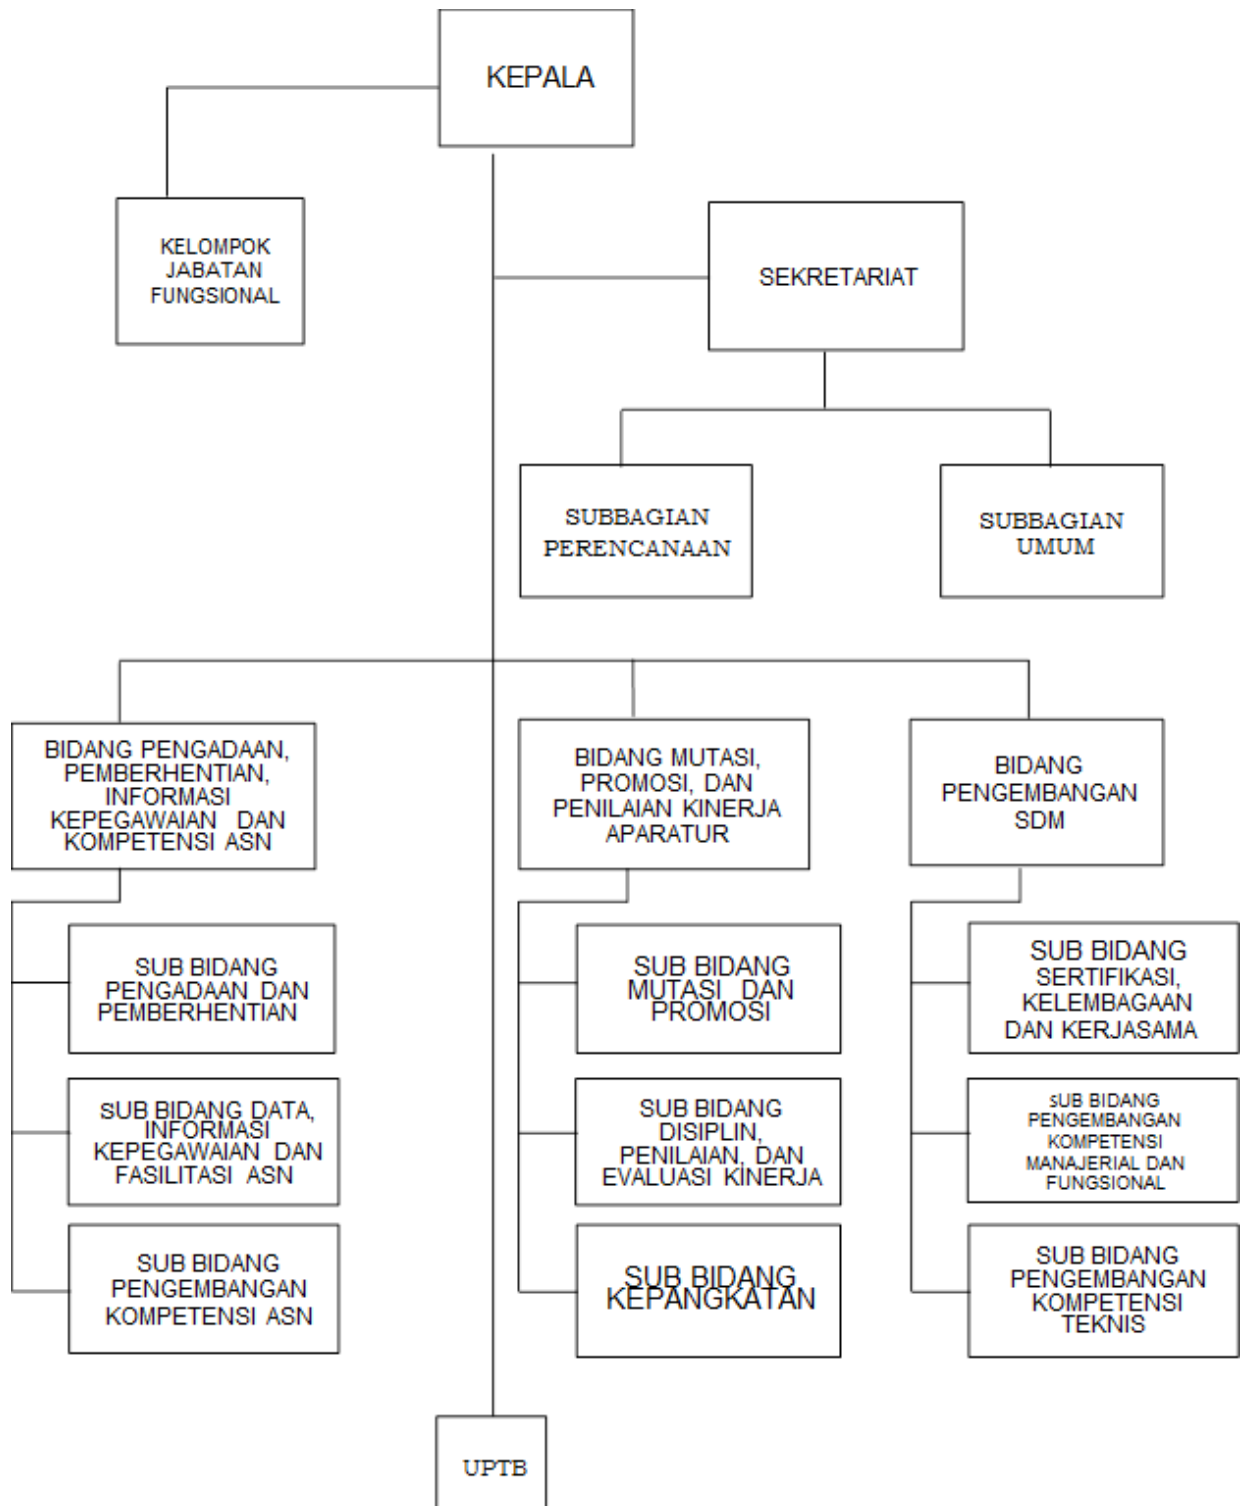 KEPALA
KELOMPOK
JABATAN
FUNGSIONAL
SEKRETARIAT
SUBBAGIAN
PERENCANAAN
SUBBAGIAN
UMUM
BIDANG PENGADAAN,
PEMBERHENTIAN,
INFORMASI
KEPEGAWAIAN DAN
KOMPETENSI ASN
BIDANG MUTASI,
PROMOSI, DAN
PENILAIAN KINERJA
APARATUR
BIDANG
PENGEMBANGAN
SDM
SUB BIDANG
PENGADAAN DAN
PEMBERHENTIAN
SUB BIDANG
MUTASI DAN
PROMOSI
SUB BIDANG
SERTIFIKASI,
KELEMBAGAAN
DAN KERJASAMA
sUB BIDANG DATA,
INFORMASI
KEPEGAWAIAN DAN
FASILITASI ASN
SUB BIDANG
DISIPLIN,
PENILAIAN, DAN
EVALUASI KINERJA
sUB BIDANG
PENGEMBANGAN
KOMPETENSI
MANAJERIAL DAN
FUNGSIONAL
SUB BIDANG
PENGEMBANGAN
KOMPETENSI ASN
SUB BIDANG
KEPANGKATAN
SUB BIDANG
PENGEMBANGAN
KOMPETENSI
TEKNIS
UPTB